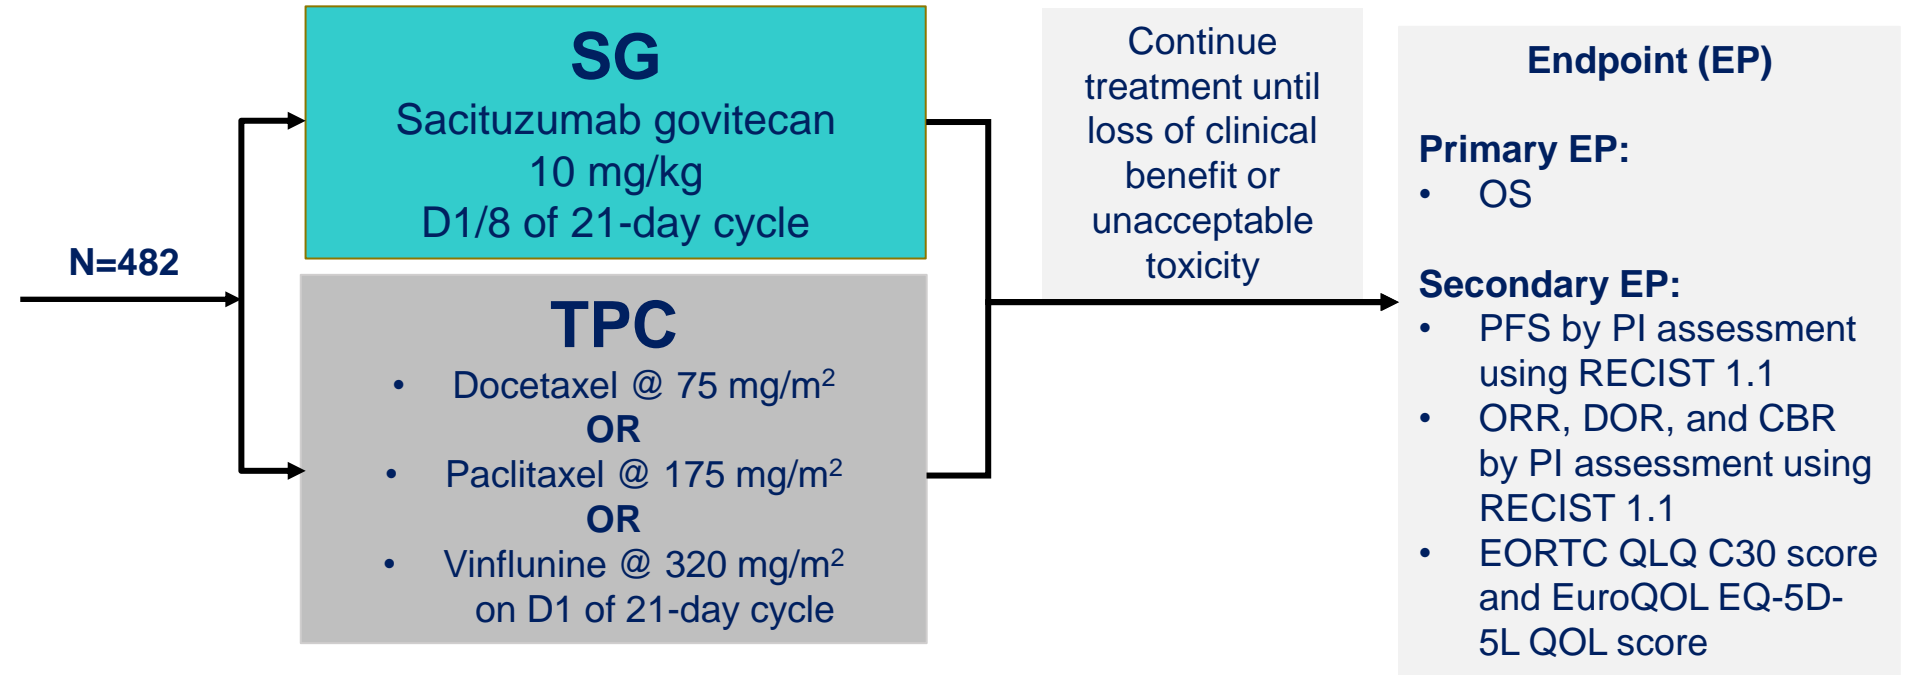 N=482
SG
Sacituzumab govitecan
10 mg/kg
D1/8 of 21-day cycle
TPC
• Docetaxel @ 75 mg/m²
OR
• Paclitaxel @ 175 mg/m²
OR
• Vinflunine @ 320 mg/m²
on D1 of 21-day cycle
Continue
treatment until
loss of clinical
benefit or
unacceptable
toxicity
Endpoint (EP)
Primary EP:
• OS
Secondary EP:
• PFS by PI assessment
using RECIST 1.1
• ORR, DOR, and CBR
by PI assessment using
RECIST 1.1
• EORTC QLQ C30 score
and EuroQOL EQ-5D-
5L QOL score